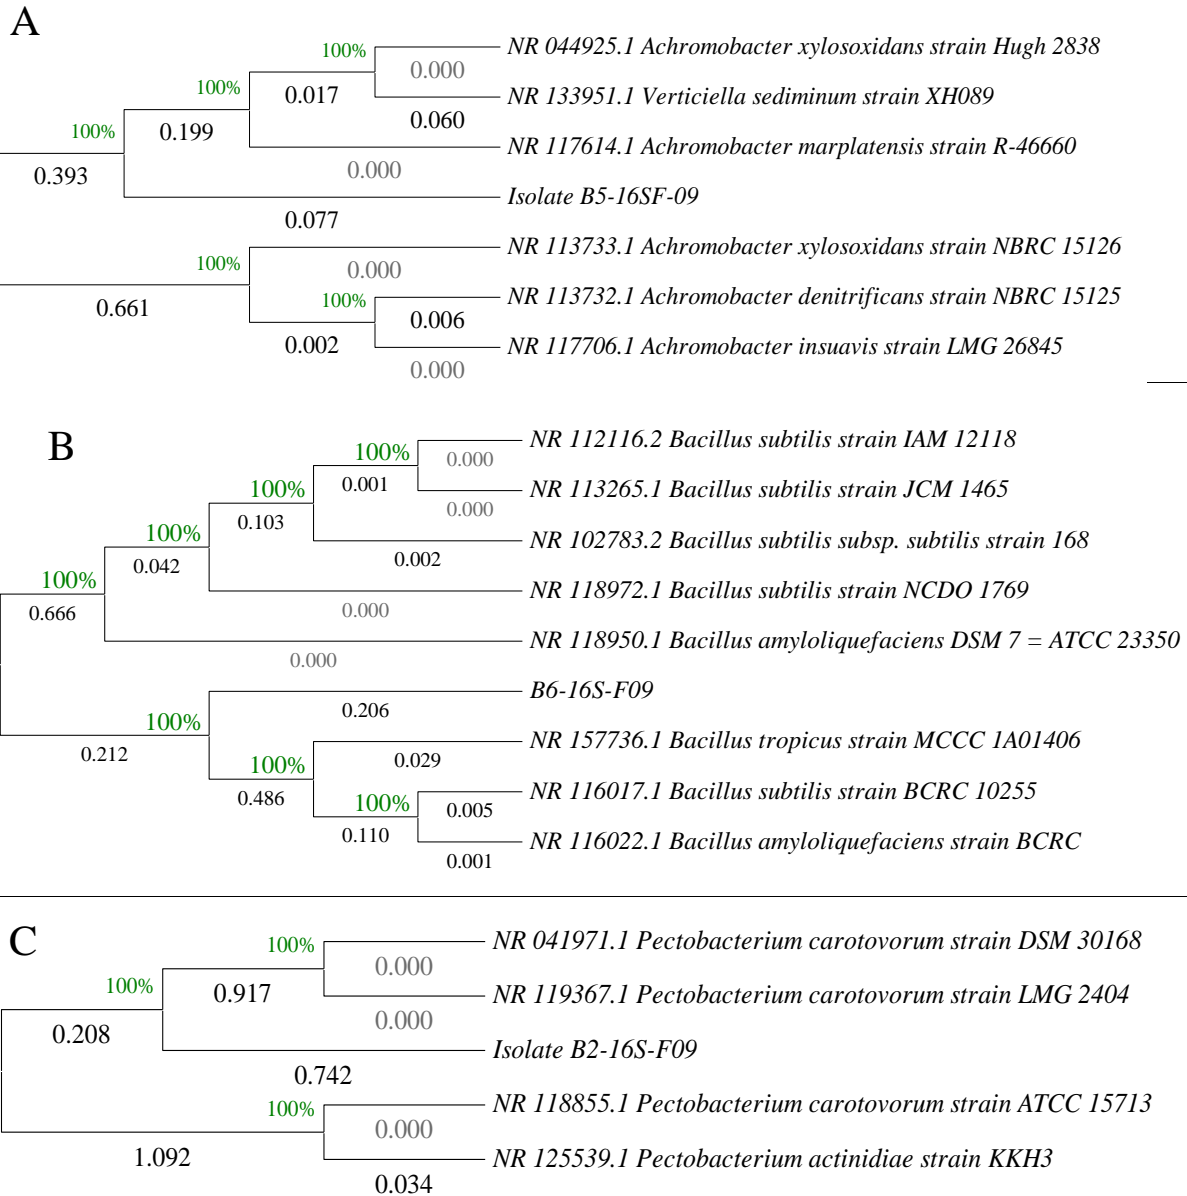 A
100% NR 044925.1 Achromobacter xylosoxidans strain Hugh 2838
0.000
100%
0.017
NR 133951.1 Verticiella sediminum strain XH089
0.060
100%
0.199
NR 117614.1 Achromobacter marplatensis strain R-46660
0.393
0.000
Isolate B5-16SF-09
0.077
NR 113733.1 Achromobacter xylosoxidans strain NBRC 15126
100%
0.000
100%
NR 113732.1 Achromobacter denitrificans strain NBRC 15125
0.661
0.006
0.002
NR 117706.1 Achromobacter insuavis strain LMG 26845
0.000
B
NR 112116.2 Bacillus subtilis strain IAM 12118
100%
0.000
0.001
100%
NR 113265.1 Bacillus subtilis strain JCM 1465
0.000
0.103
100%
NR 102783.2 Bacillus subtilis subsp. subtilis strain 168
0.002
0.042
100%
NR 118972.1 Bacillus subtilis strain NCDO 1769
0.666
0.000
NR 118950.1 Bacillus amyloliquefaciens DSM 7 = ATCC 23350
0.000
B6-16S-F09
0.206
100%
NR 157736.1 Bacillus tropicus strain MCCC 1A01406
0.212
0.029
100%
NR 116017.1 Bacillus subtilis strain BCRC 10255
0.486
100%
0.005
0.110
NR 116022.1 Bacillus amyloliquefaciens strain BCRC
0.001
C
NR 041971.1 Pectobacterium carotovorum strain DSM 30168
100%
0.000
100%
0.917
NR 119367.1 Pectobacterium carotovorum strain LMG 2404
0.000
0.208
Isolate B2-16S-F09
0.742
100%
NR 118855.1 Pectobacterium carotovorum strain ATCC 15713
0.000
1.092
NR 125539.1 Pectobacterium actinidiae strain KKH3
0.034